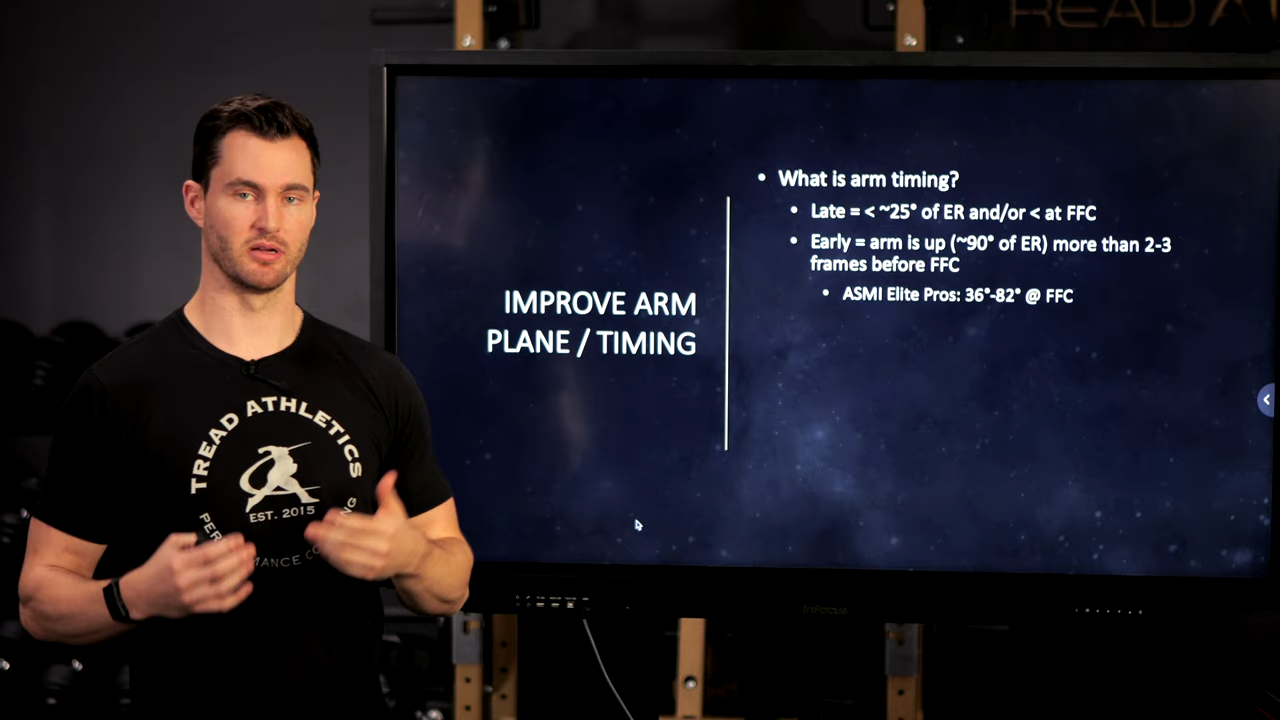 READ A
IMPROVE ARM
PLANE / TIMING
• What is arm timing?
• Late = < ~25° of ER and/or < at FFC
• Early = arm is up (~90° of ER) more than 2-3
frames before FFC
• ASMI Elite Pros: 36°-82° @ FFC
TREAD ATHLETICS
EST. 2015
InFocus